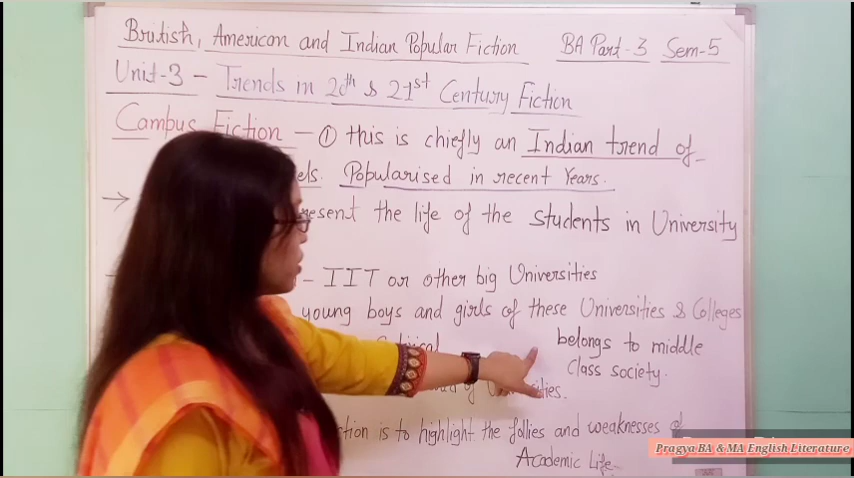 British, American and Indian Popular Fiction BA Part-3 Sem-5
Unit-3 - Trends in 20th & 21st Century Fiction
Campus Fiction - ① this is chiefly an Indian trend of
Popularised in recent Years.
the life of the students in University
- IIT or other big Universities
young boys and girls of these Universities & Colleges
belongs to middle
class society.
is to highlight the follies and weaknesses of
Academic Life
Pragya BA & MA English Literature